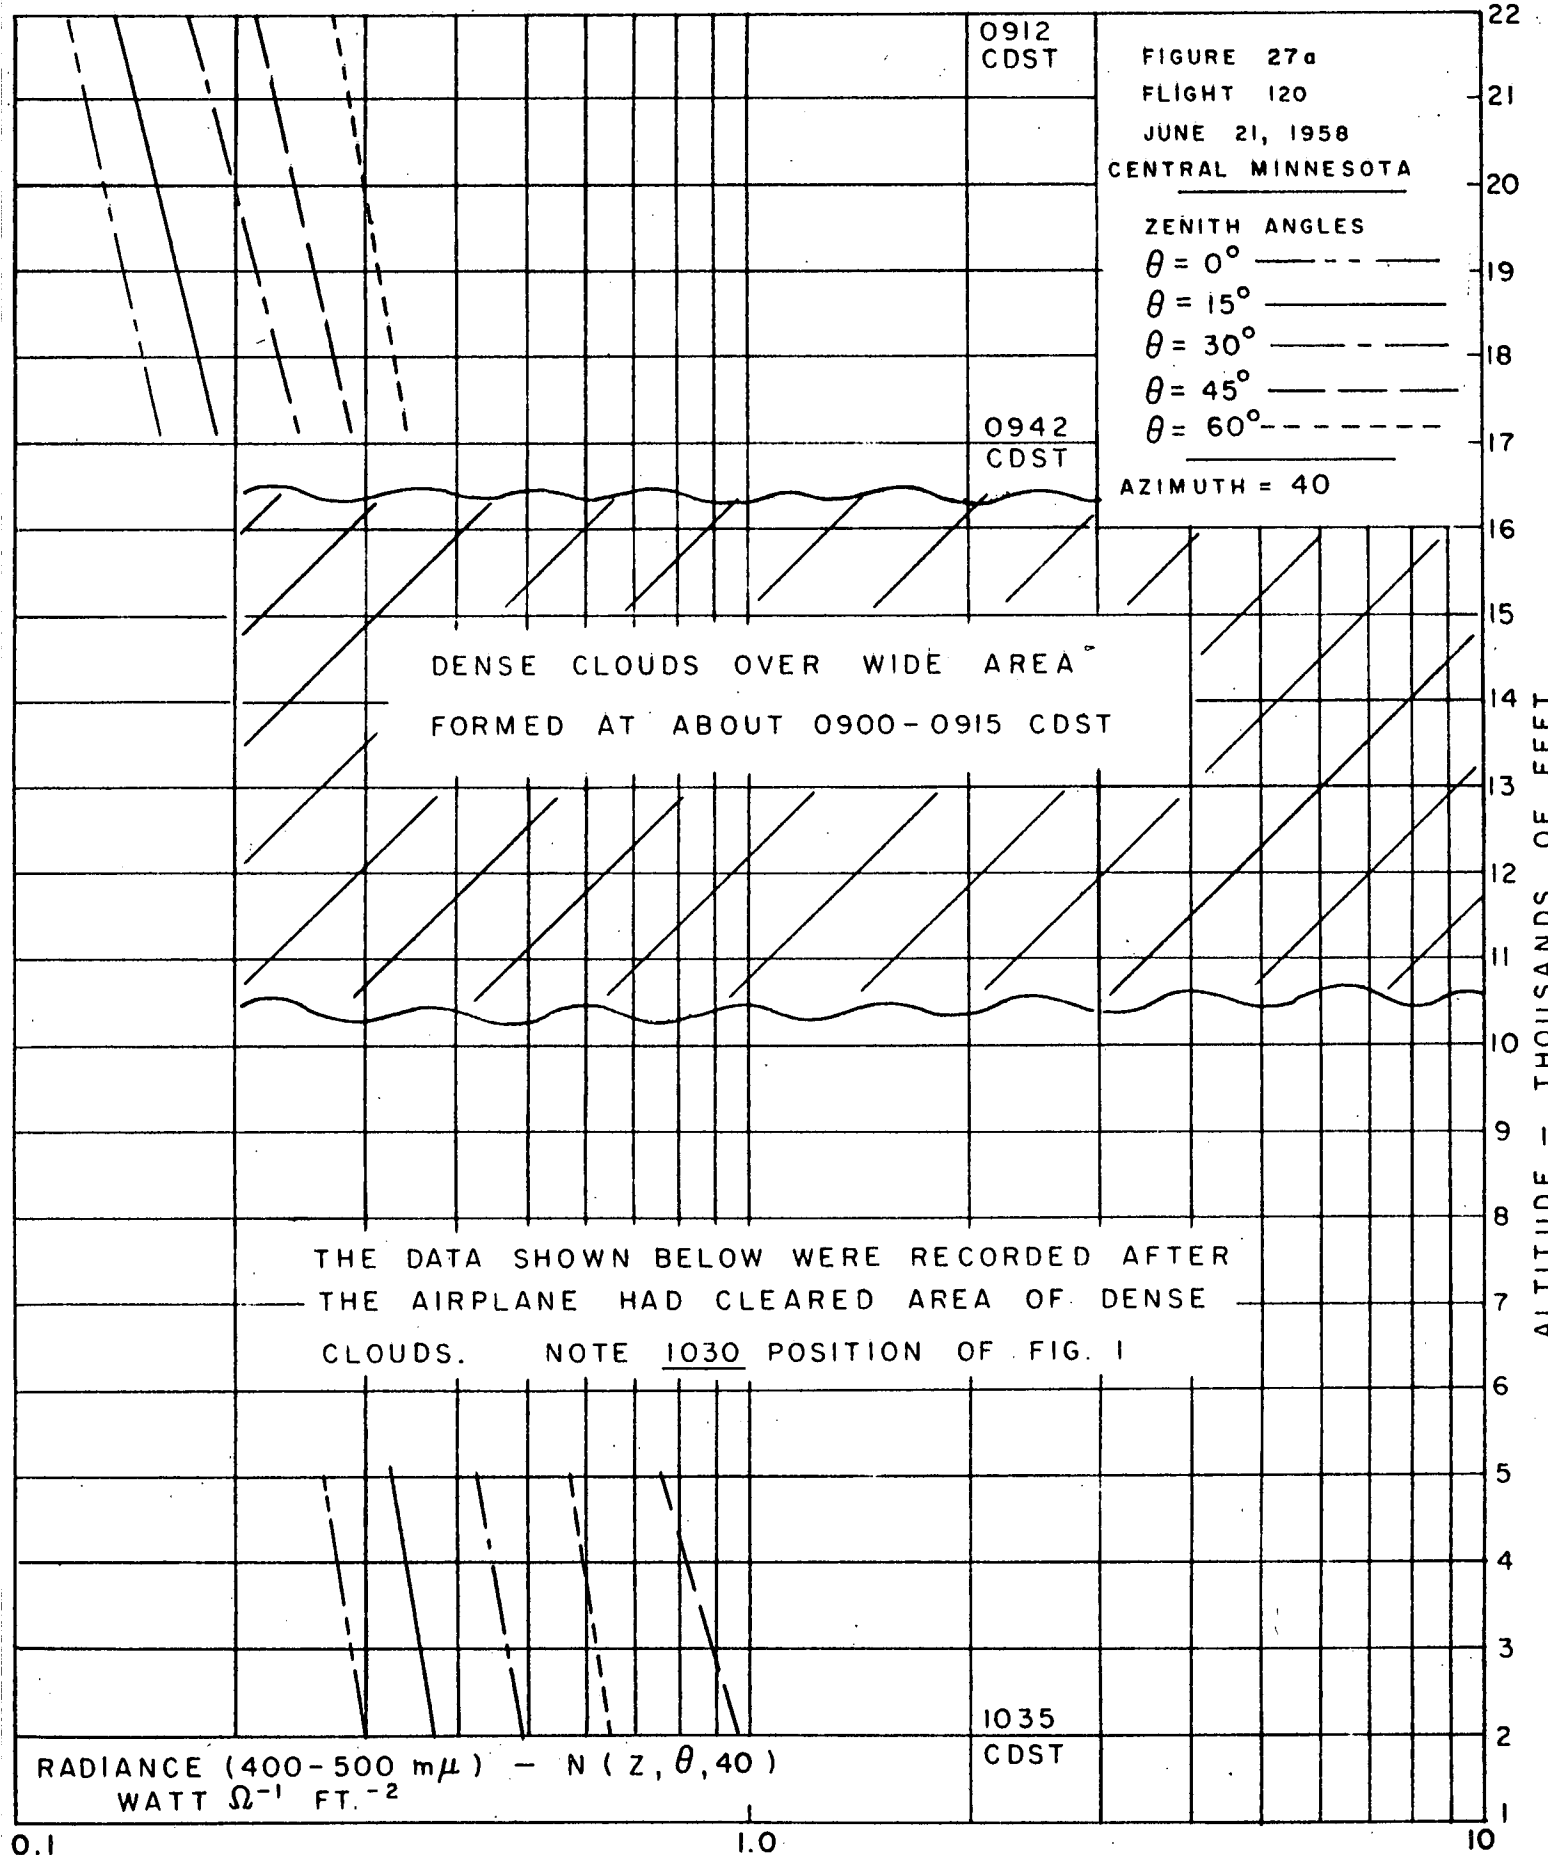 0912
CDST
FIGURE 27a
FLIGHT 120
JUNE 21, 1958
CENTRAL MINNESOTA
ZENITH ANGLES
θ = 0°
θ = 15°
θ = 30°
θ = 45°
θ = 60°
AZIMUTH = 40
0942
CDST
DENSE CLOUDS OVER WIDE AREA
FORMED AT ABOUT 0900-0915 CDST
THE DATA SHOWN BELOW WERE RECORDED AFTER
THE AIRPLANE HAD CLEARED AREA OF DENSE
CLOUDS. NOTE 1030 POSITION OF FIG. 1
1035
CDST
RADIANCE (400-500 mμ) - N (Z, θ, 40)
WATT Ω⁻¹ FT.⁻²
0.1
1.0
10
22
21
20
19
18
17
16
15
14
13
12
11
10
9
8
7
6
5
4
3
2
1
ALTITUDE - THOUSANDS OF FEET